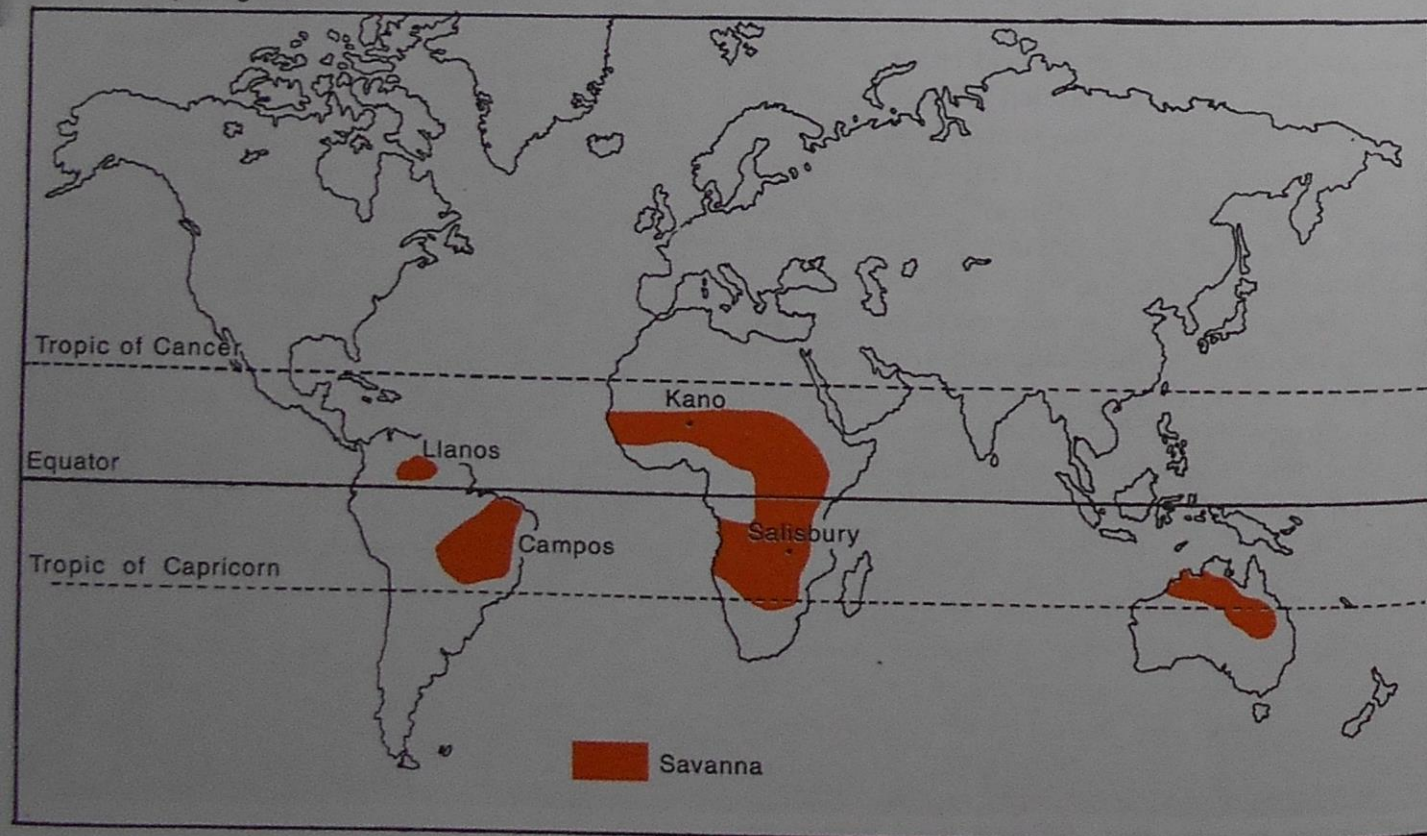 Tropic of Cancer
Kano
Llanos
Equator
Salisbury
Campos
Tropic of Capricorn
Savanna